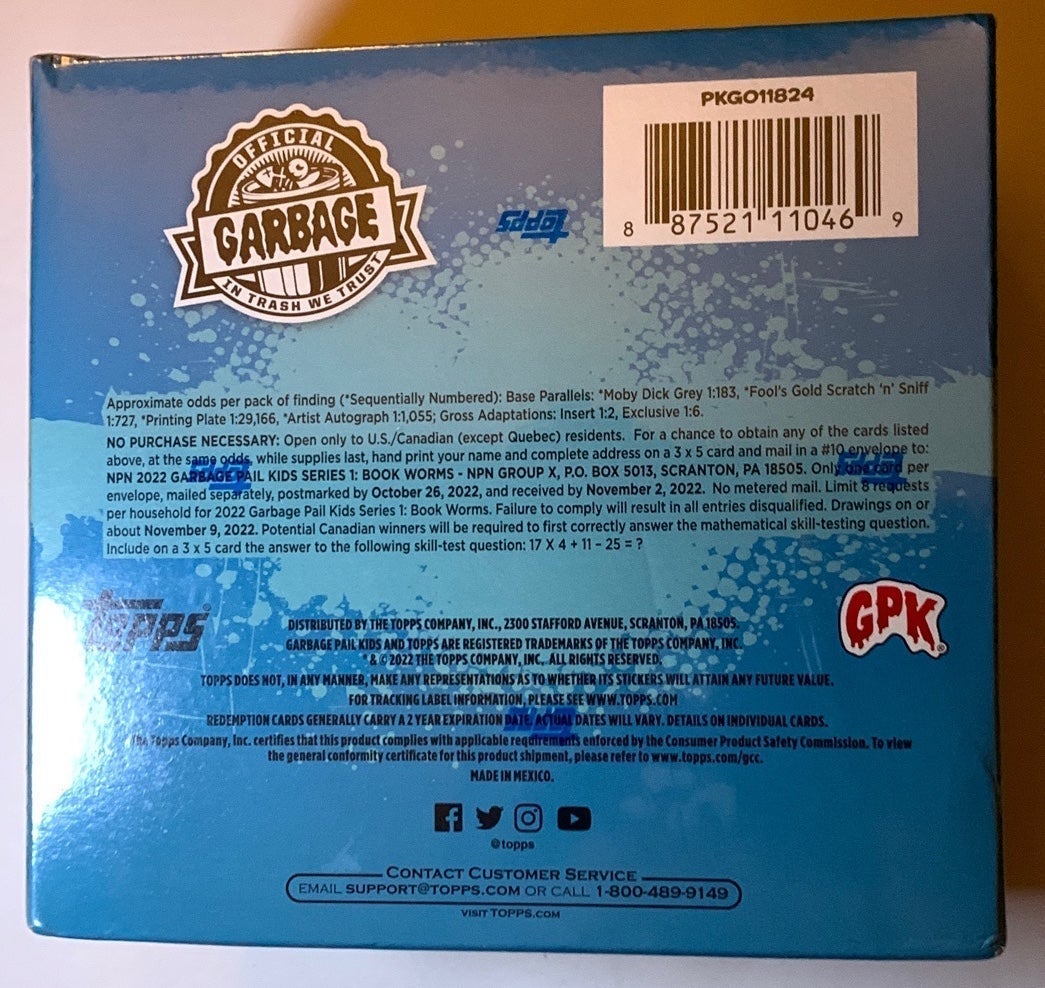 PKGO11824
OFFICIAL
GARBAGE
IN TRASH WE TRUST
topps
8 87521 11046 9
Approximate odds per pack of finding (*Sequentially Numbered): Base Parallels: *Moby Dick Grey 1:183, *Fool's Gold Scratch 'n' Sniff
1:727, *Printing Plate 1:29,166, *Artist Autograph 1:1,055; Gross Adaptations: Insert 1:2, Exclusive 1:6.
NO PURCHASE NECESSARY: Open only to U.S./Canadian (except Quebec) residents. For a chance to obtain any of the cards listed
above, at the same odds, while supplies last, hand print your name and complete address on a 3 x 5 card and mail in a #10 envelope to:
NPN 2022 GARBAGE PAIL KIDS SERIES 1: BOOK WORMS - NPN GROUP X, P.O. BOX 5013, SCRANTON, PA 18505. Only one card per
envelope, mailed separately, postmarked by October 26, 2022, and received by November 2, 2022. No metered mail. Limit 8 requests
per household for 2022 Garbage Pail Kids Series 1: Book Worms. Failure to comply will result in all entries disqualified. Drawings on or
about November 9, 2022. Potential Canadian winners will be required to first correctly answer the mathematical skill-testing question.
Include on a 3 x 5 card the answer to the following skill-test question: 17 X 4 + 11 – 25 = ?
topps
topps
topps®
GPK®
DISTRIBUTED BY THE TOPPS COMPANY, INC., 2300 STAFFORD AVENUE, SCRANTON, PA 18505.
GARBAGE PAIL KIDS AND TOPPS ARE REGISTERED TRADEMARKS OF THE TOPPS COMPANY, INC.
® & © 2022 THE TOPPS COMPANY, INC. ALL RIGHTS RESERVED.
TOPPS DOES NOT, IN ANY MANNER, MAKE ANY REPRESENTATIONS AS TO WHETHER ITS STICKERS WILL ATTAIN ANY FUTURE VALUE.
FOR TRACKING LABEL INFORMATION, PLEASE SEE WWW.TOPPS.COM
REDEMPTION CARDS GENERALLY CARRY A 2 YEAR EXPIRATION DATE. ACTUAL DATES WILL VARY. DETAILS ON INDIVIDUAL CARDS.
topps
The Topps Company, Inc. certifies that this product complies with applicable requirements enforced by the Consumer Product Safety Commission. To view
the general conformity certificate for this product shipment, please refer to www.topps.com/gcc.
MADE IN MEXICO.
@topps
CONTACT CUSTOMER SERVICE
EMAIL SUPPORT@TOPPS.COM OR CALL 1-800-489-9149
VISIT TOPPS.COM